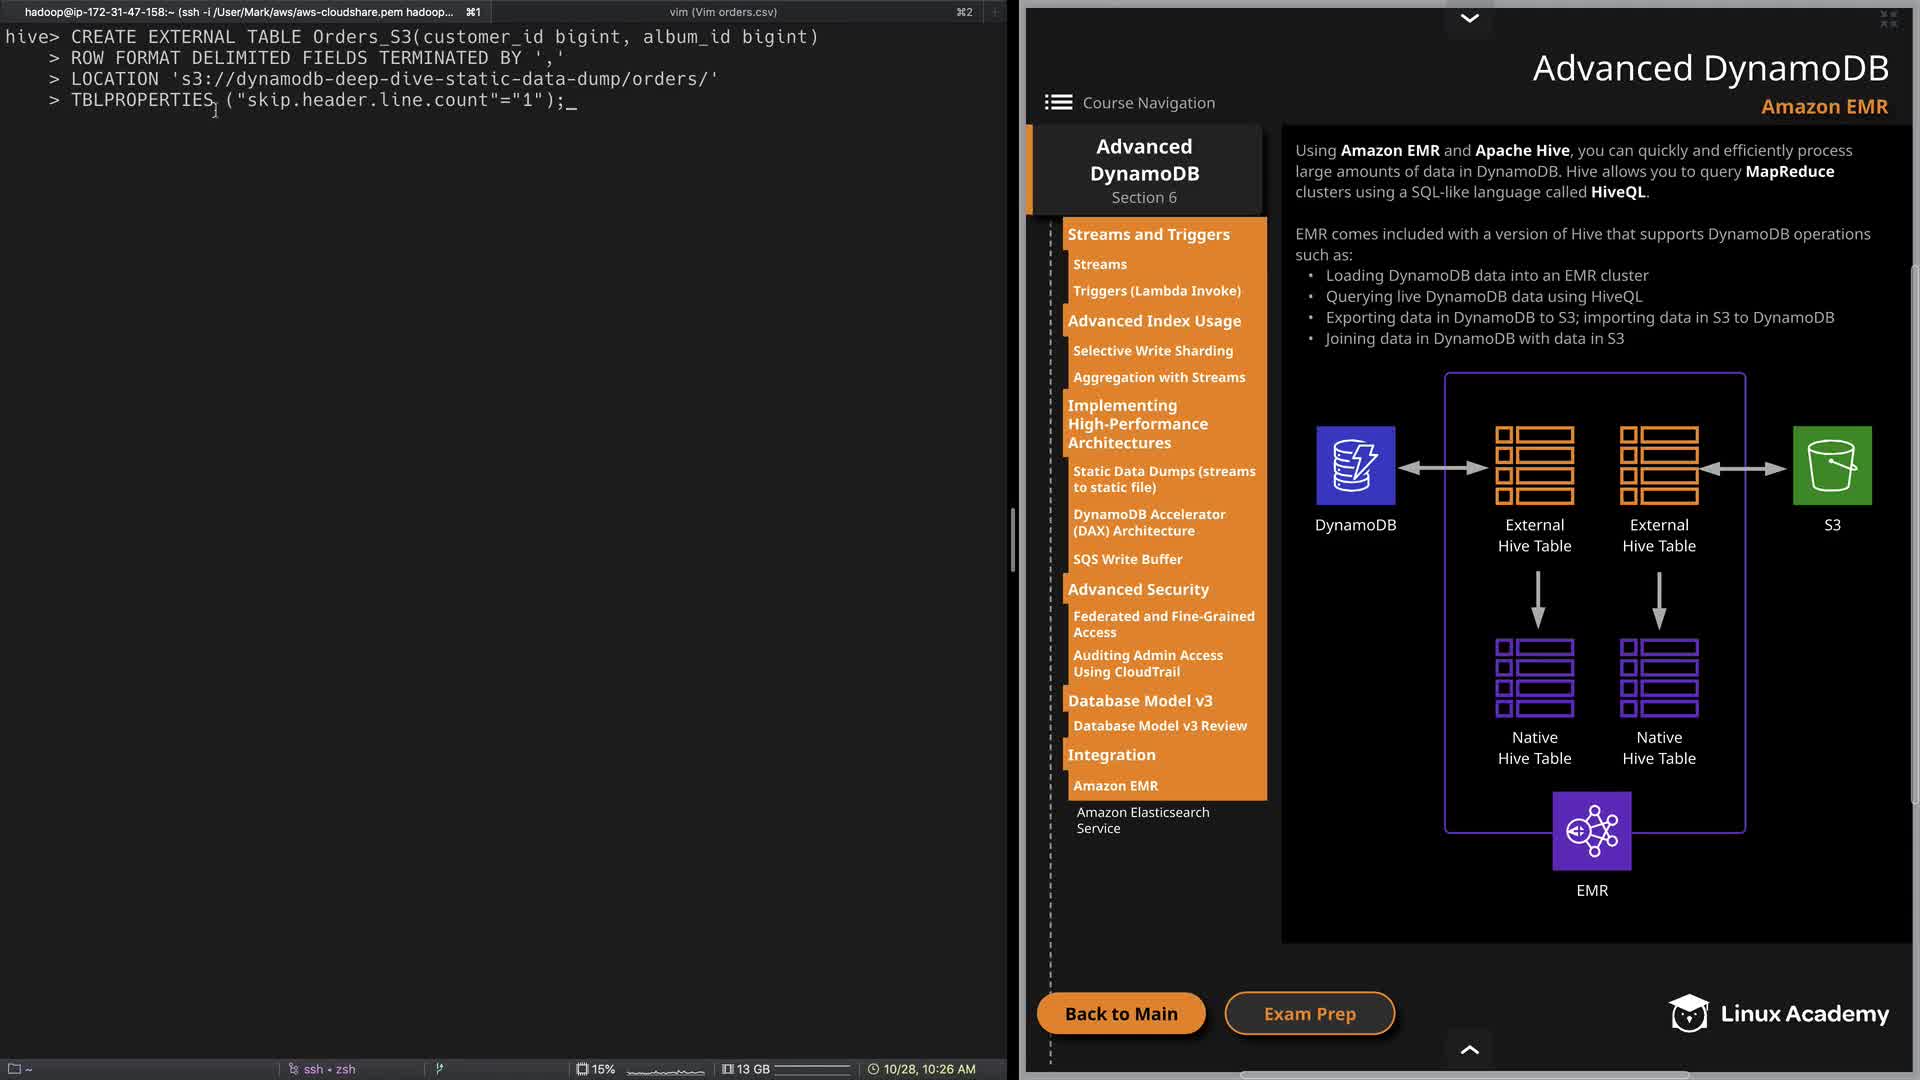 hadoop@ip-172-31-47-158:~ (ssh -i /User/Mark/aws/aws-cloudshare.pem hadoop... ⌘1
vim (Vim orders.csv) ⌘2
hive> CREATE EXTERNAL TABLE Orders_S3(customer_id bigint, album_id bigint)
> ROW FORMAT DELIMITED FIELDS TERMINATED BY ','
> LOCATION 's3://dynamodb-deep-dive-static-data-dump/orders/'
> TBLPROPERTIES ("skip.header.line.count"="1");_
~ ssh • zsh 15% 13 GB 10/28, 10:26 AM
Advanced DynamoDB
Amazon EMR
Course Navigation
Advanced
DynamoDB
Section 6
Streams and Triggers
Streams
Triggers (Lambda Invoke)
Advanced Index Usage
Selective Write Sharding
Aggregation with Streams
Implementing
High-Performance
Architectures
Static Data Dumps (streams
to static file)
DynamoDB Accelerator
(DAX) Architecture
SQS Write Buffer
Advanced Security
Federated and Fine-Grained
Access
Auditing Admin Access
Using CloudTrail
Database Model v3
Database Model v3 Review
Integration
Amazon EMR
Amazon Elasticsearch
Service
Using Amazon EMR and Apache Hive, you can quickly and efficiently process
large amounts of data in DynamoDB. Hive allows you to query MapReduce
clusters using a SQL-like language called HiveQL.
EMR comes included with a version of Hive that supports DynamoDB operations
such as:
• Loading DynamoDB data into an EMR cluster
• Querying live DynamoDB data using HiveQL
• Exporting data in DynamoDB to S3; importing data in S3 to DynamoDB
• Joining data in DynamoDB with data in S3
DynamoDB
External
Hive Table
External
Hive Table
S3
Native
Hive Table
Native
Hive Table
EMR
Back to Main
Exam Prep
Linux Academy